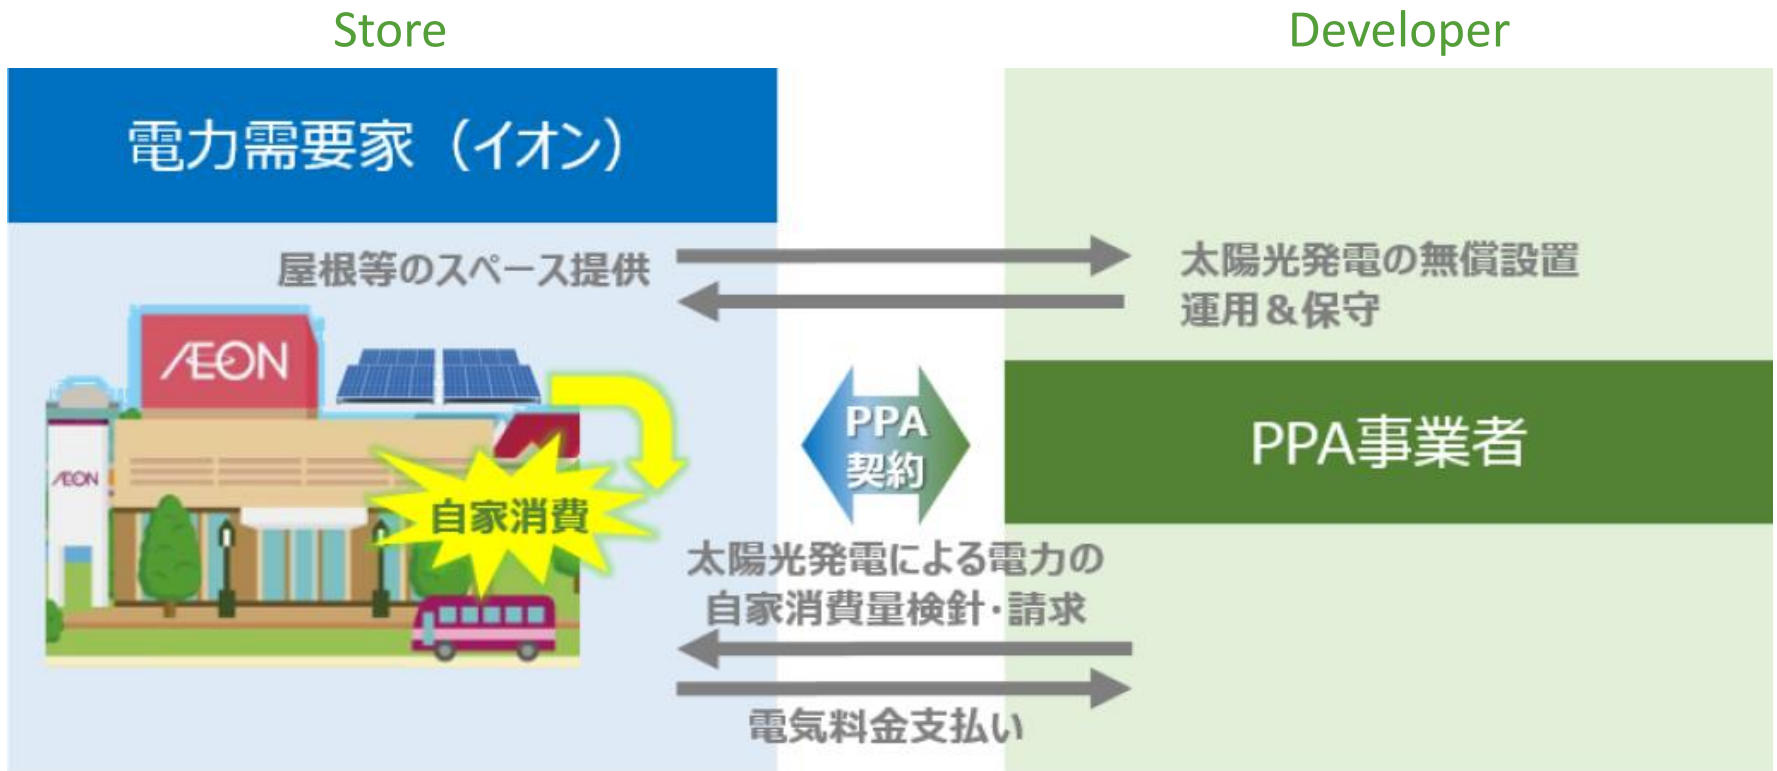 Store
Developer
電力需要家（イオン）
屋根等のスペース提供
太陽光発電の無償設置
運用＆保守
ÆON
ÆON
自家消費
PPA
契約
PPA事業者
太陽光発電による電力の
自家消費量検針・請求
電気料金支払い